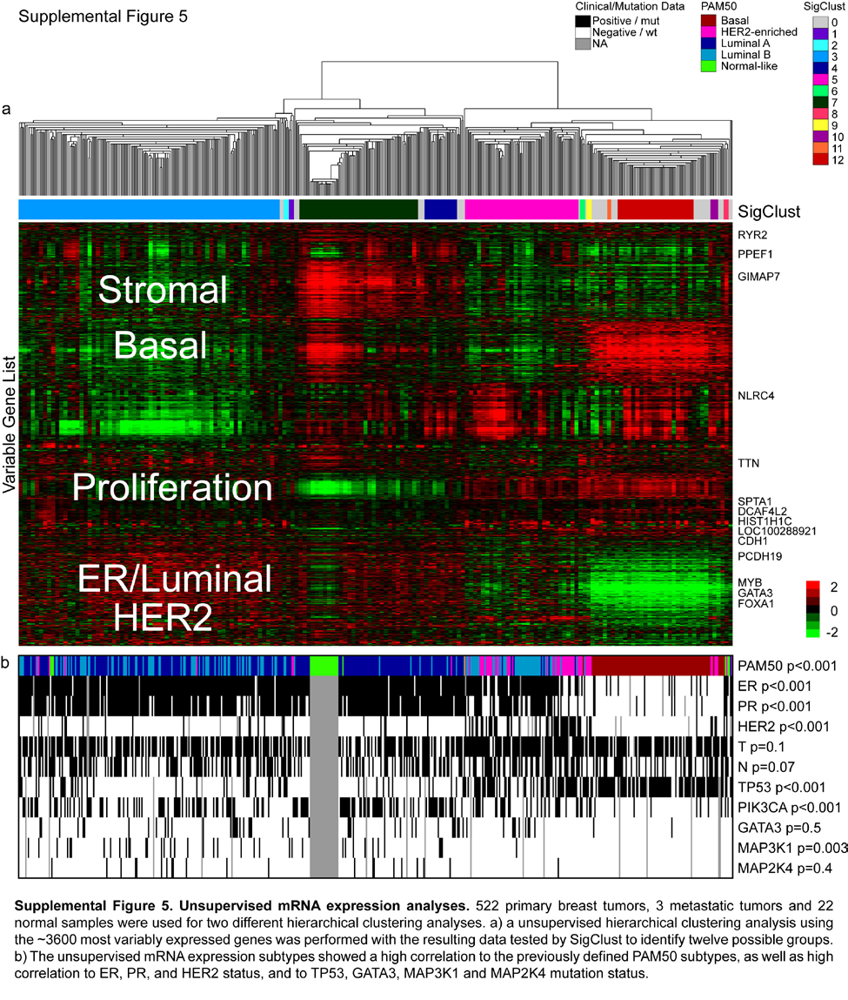 Supplemental Figure 5
Clinical/Mutation Data
Positive / mut
Negative / wt
NA
PAM50
Basal
HER2-enriched
Luminal A
Luminal B
Normal-like
SigClust
0
1
2
3
4
5
6
7
8
9
10
11
12
a
SigClust
Variable Gene List
Stromal
Basal
Proliferation
ER/Luminal
HER2
RYR2
PPEF1
GIMAP7
NLRC4
TTN
SPTA1
DCAF4L2
HIST1H1C
LOC100288921
CDH1
PCDH19
MYB
GATA3
FOXA1
2
0
-2
b
PAM50 p<0.001
ER p<0.001
PR p<0.001
HER2 p<0.001
T p=0.1
N p=0.07
TP53 p<0.001
PIK3CA p<0.001
GATA3 p=0.5
MAP3K1 p=0.003
MAP2K4 p=0.4
Supplemental Figure 5. Unsupervised mRNA expression analyses. 522 primary breast tumors, 3 metastatic tumors and 22
normal samples were used for two different hierarchical clustering analyses. a) a unsupervised hierarchical clustering analysis using
the ~3600 most variably expressed genes was performed with the resulting data tested by SigClust to identify twelve possible groups.
b) The unsupervised mRNA expression subtypes showed a high correlation to the previously defined PAM50 subtypes, as well as high
correlation to ER, PR, and HER2 status, and to TP53, GATA3, MAP3K1 and MAP2K4 mutation status.